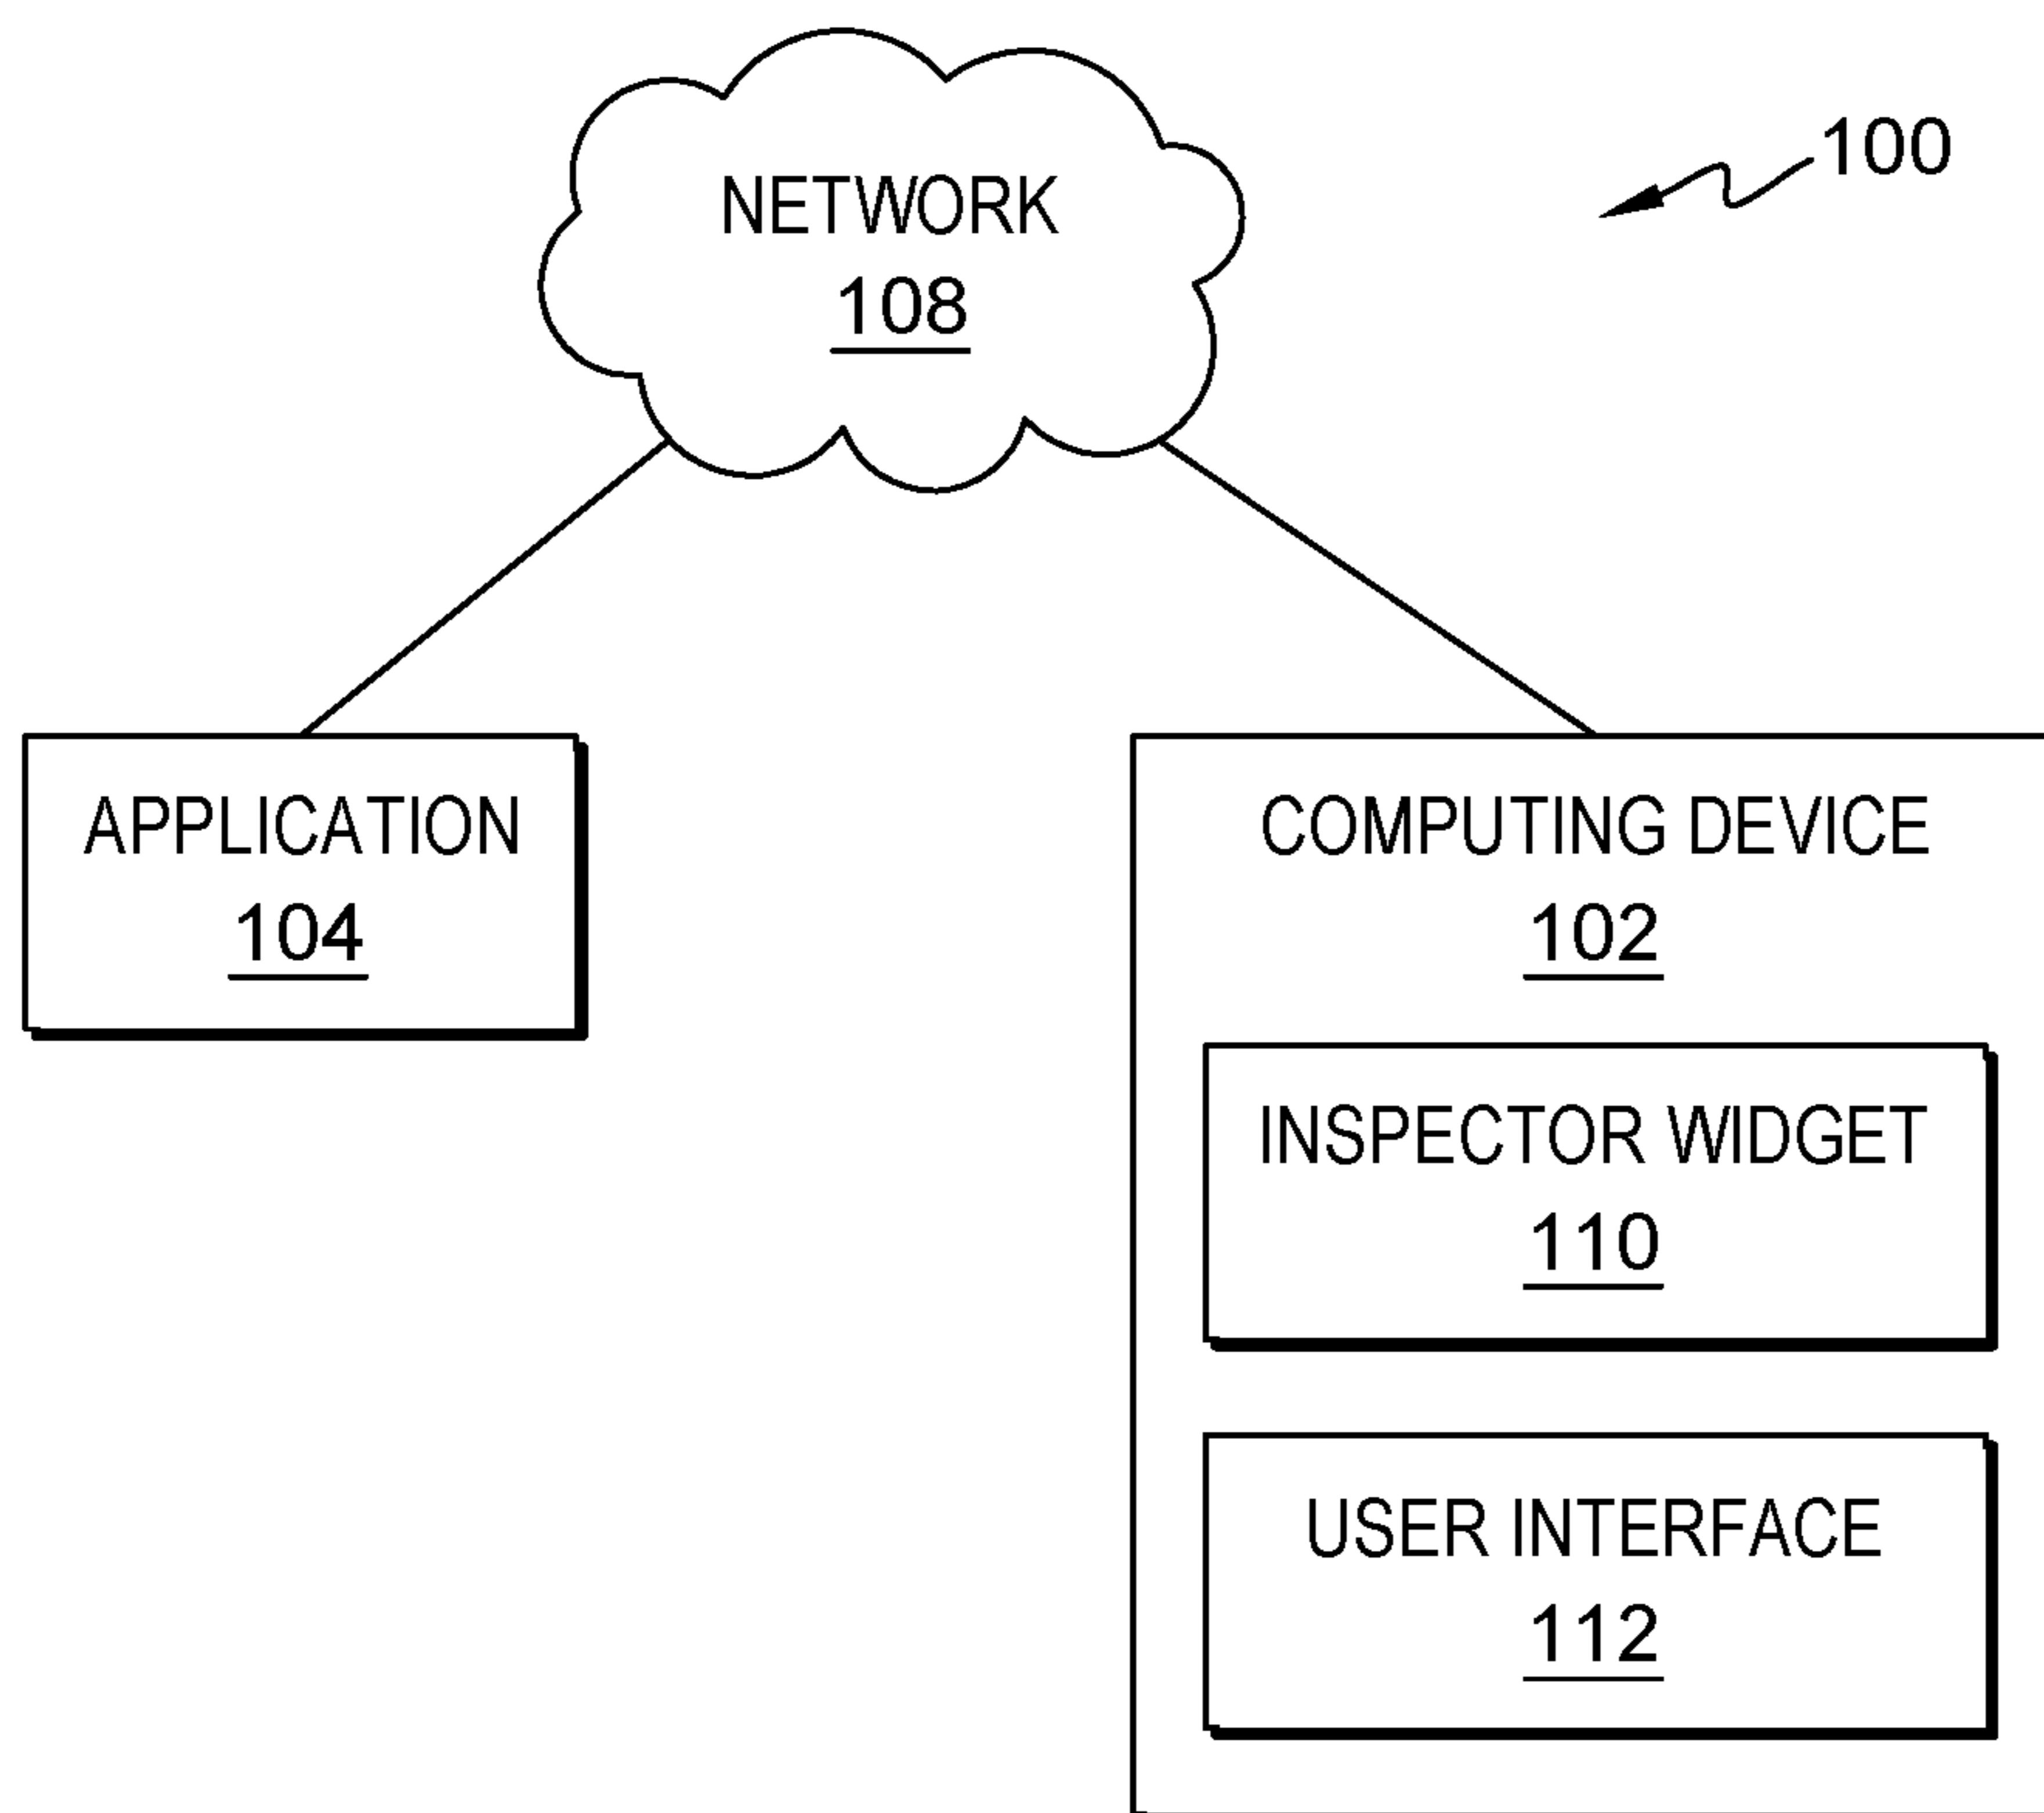 100
NETWORK
108
APPLICATION
104
COMPUTING DEVICE
102
INSPECTOR WIDGET
110
USER INTERFACE
112